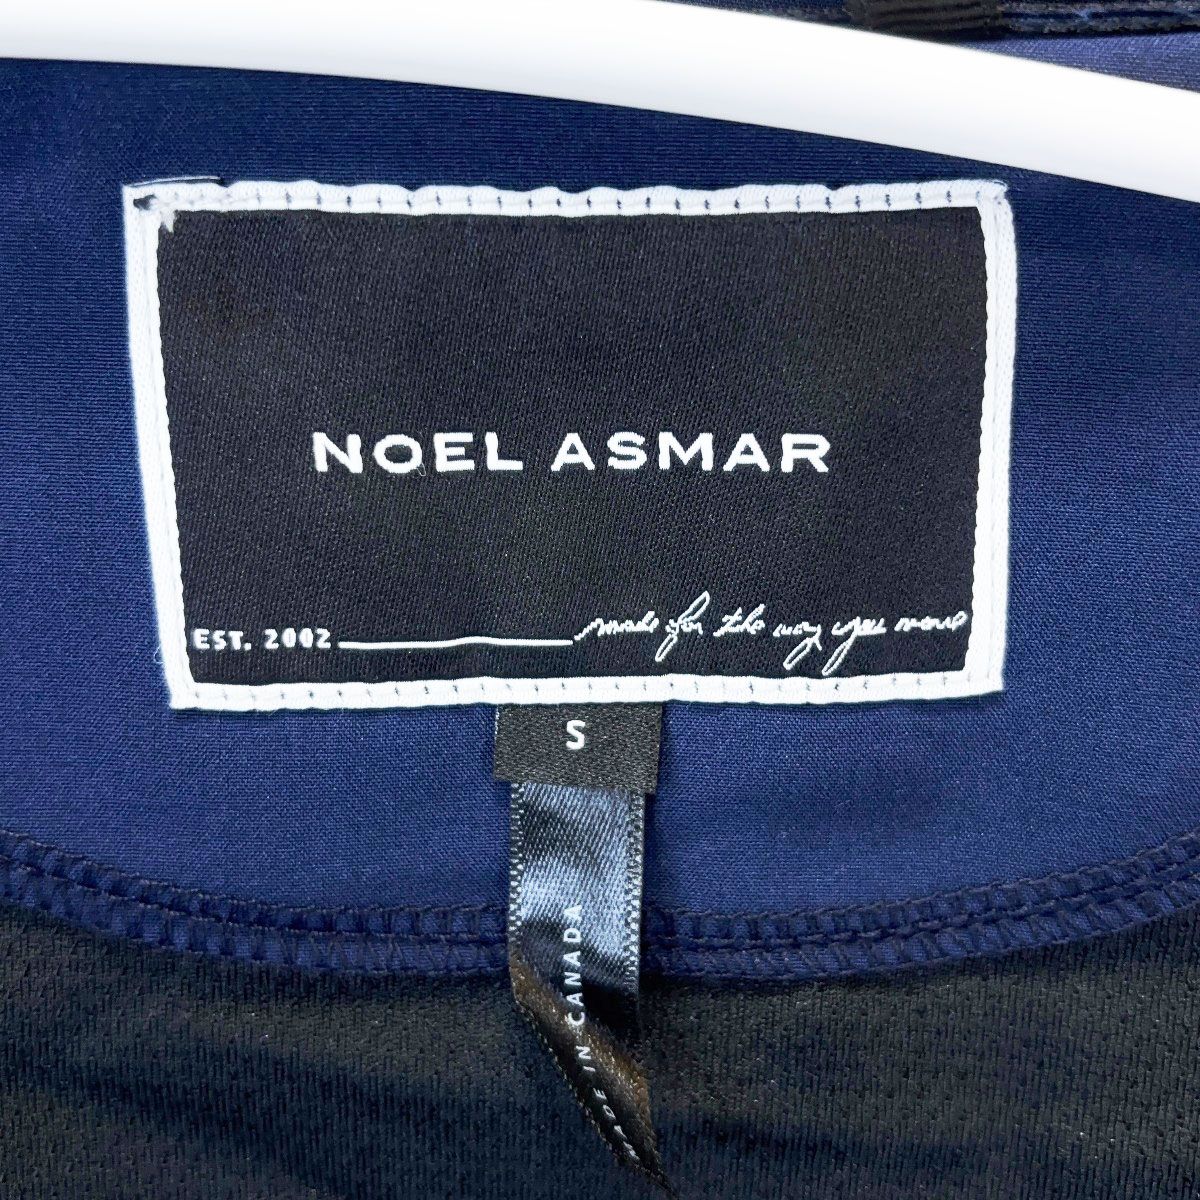 NOEL ASMAR
EST. 2002 made for the way you move
S
MADE IN CANADA